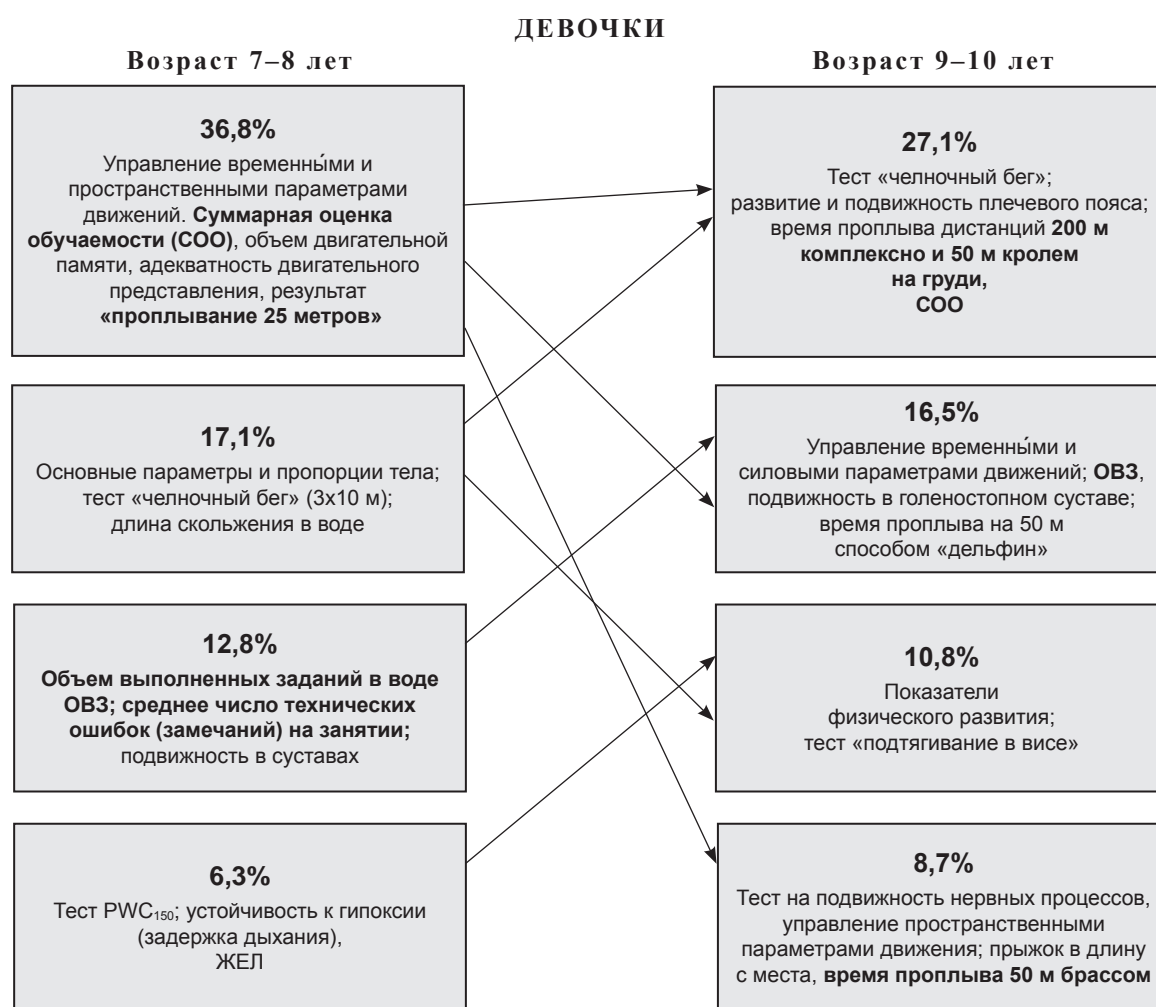 ДЕВОЧКИ
Возраст 7–8 лет
36,8%
Управление временны́ми и
пространственными параметрами
движений. Суммарная оценка
обучаемости (СОО), объем двигательной
памяти, адекватность двигательного
представления, результат
«проплывание 25 метров»
17,1%
Основные параметры и пропорции тела;
тест «челночный бег» (3х10 м);
длина скольжения в воде
12,8%
Объем выполненных заданий в воде
ОВЗ; среднее число технических
ошибок (замечаний) на занятии;
подвижность в суставах
6,3%
Тест PWC₁₅₀; устойчивость к гипоксии
(задержка дыхания),
ЖЕЛ
Возраст 9–10 лет
27,1%
Тест «челночный бег»;
развитие и подвижность плечевого пояса;
время проплыва дистанций 200 м
комплексно и 50 м кролем
на груди,
СОО
16,5%
Управление временны́ми и
силовыми параметрами движений; ОВЗ,
подвижность в голеностопном суставе;
время проплыва на 50 м
способом «дельфин»
10,8%
Показатели
физического развития;
тест «подтягивание в висе»
8,7%
Тест на подвижность нервных процессов,
управление пространственными
параметрами движения; прыжок в длину
с места, время проплыва 50 м брассом